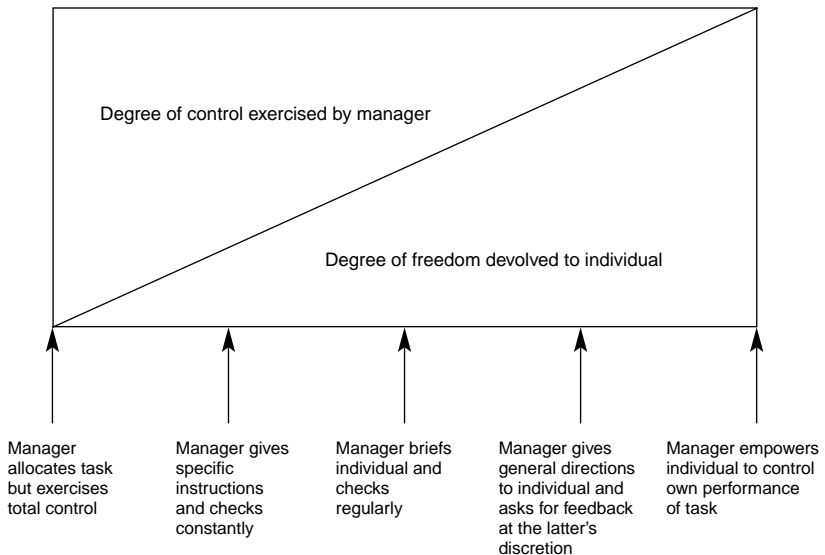 Degree of control exercised by manager
Degree of freedom devolved to individual
Manager
allocates task
but exercises
total control
Manager gives
specific
instructions
and checks
constantly
Manager briefs
individual and
checks
regularly
Manager gives
general directions
to individual and
asks for feedback
at the latter’s
discretion
Manager empowers
individual to control
own performance
of task